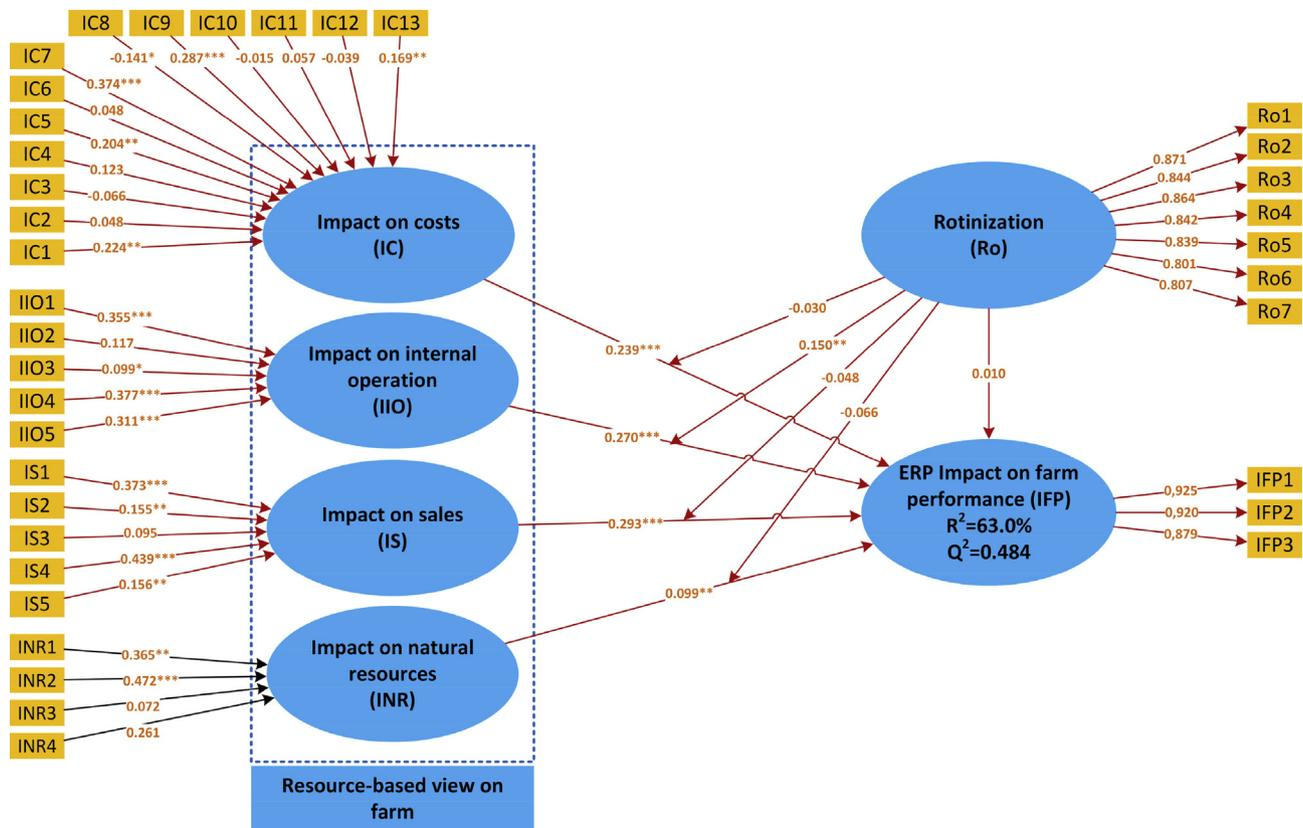 IC8 IC9 IC10 IC11 IC12 IC13
-0.141* 0.287*** -0.015 0.057 -0.039 0.169**
IC7
0.374***
IC6
0.048
IC5
0.204**
IC4
0.123
IC3
-0.066
IC2
0.048
IC1
0.224**
Impact on costs
(IC)
IIO1
0.355***
IIO2
0.117
IIO3
0.099*
IIO4
0.377***
IIO5
0.311***
Impact on internal
operation
(IIO)
IS1
0.373***
IS2
0.155**
IS3
0.095
IS4
0.439***
IS5
0.156**
Impact on sales
(IS)
INR1
0.365**
INR2
0.472***
INR3
0.072
INR4
0.261
Impact on natural
resources
(INR)
Resource-based view on
farm
0.239***
0.270***
0.293***
0.099**
-0.030
0.150**
-0.048
-0.066
0.010
Rotinization
(Ro)
0.871
Ro1
0.844
Ro2
0.864
Ro3
0.842
Ro4
0.839
Ro5
0.801
Ro6
0.807
Ro7
ERP Impact on farm
performance (IFP)
R²=63.0%
Q²=0.484
0,925
IFP1
0,920
IFP2
0,879
IFP3